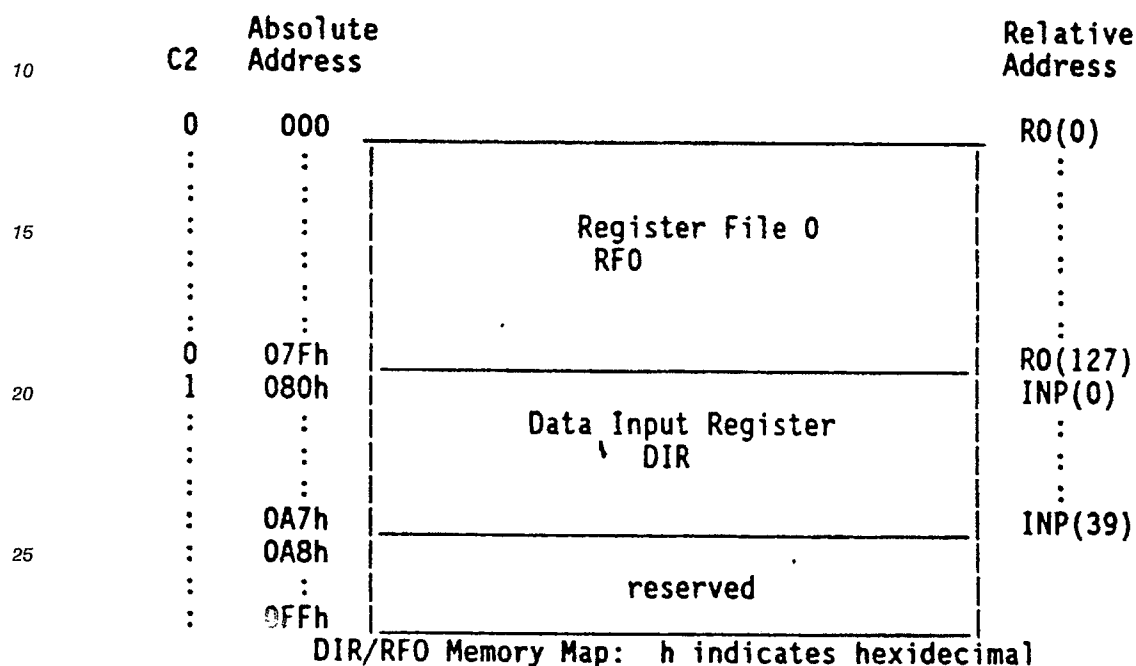 Absolute Relative
10 C2 Address Address
0 000 R0(0)
: : :
: : :
: : :
15 : : Register File 0 :
: : RF0 :
: : :
: : :
: : :
0 07Fh R0(127)
20 1 080h INP(0)
: : Data Input Register :
: : DIR :
: : :
: 0A7h INP(39)
25 : 0A8h
: : reserved
: 0FFh
DIR/RF0 Memory Map: h indicates hexidecimal